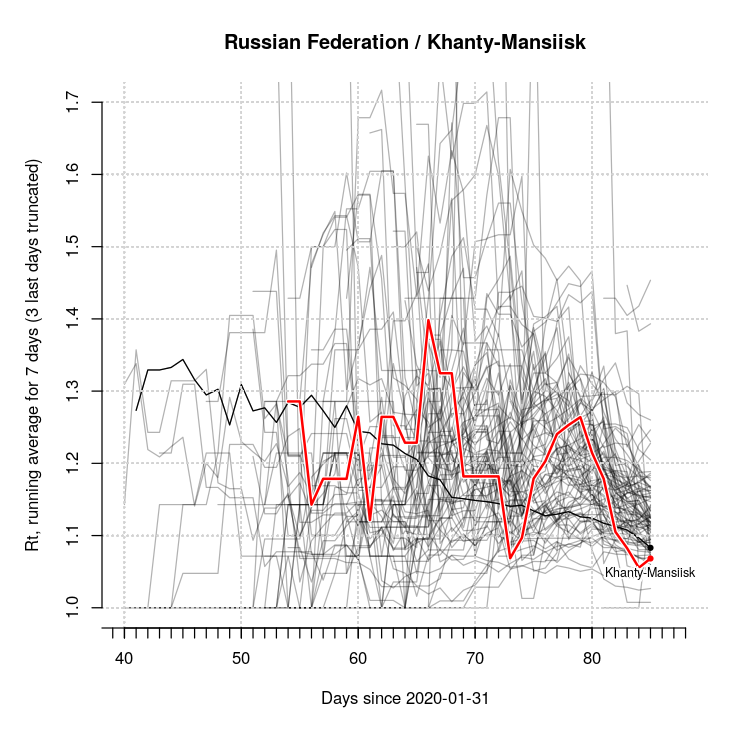 Russian Federation / Khanty-Mansiisk
Rt, running average for 7 days (3 last days truncated)
1.7
1.6
1.5
1.4
1.3
1.2
1.1
1.0
Khanty-Mansiisk
40 50 60 70 80
Days since 2020-01-31